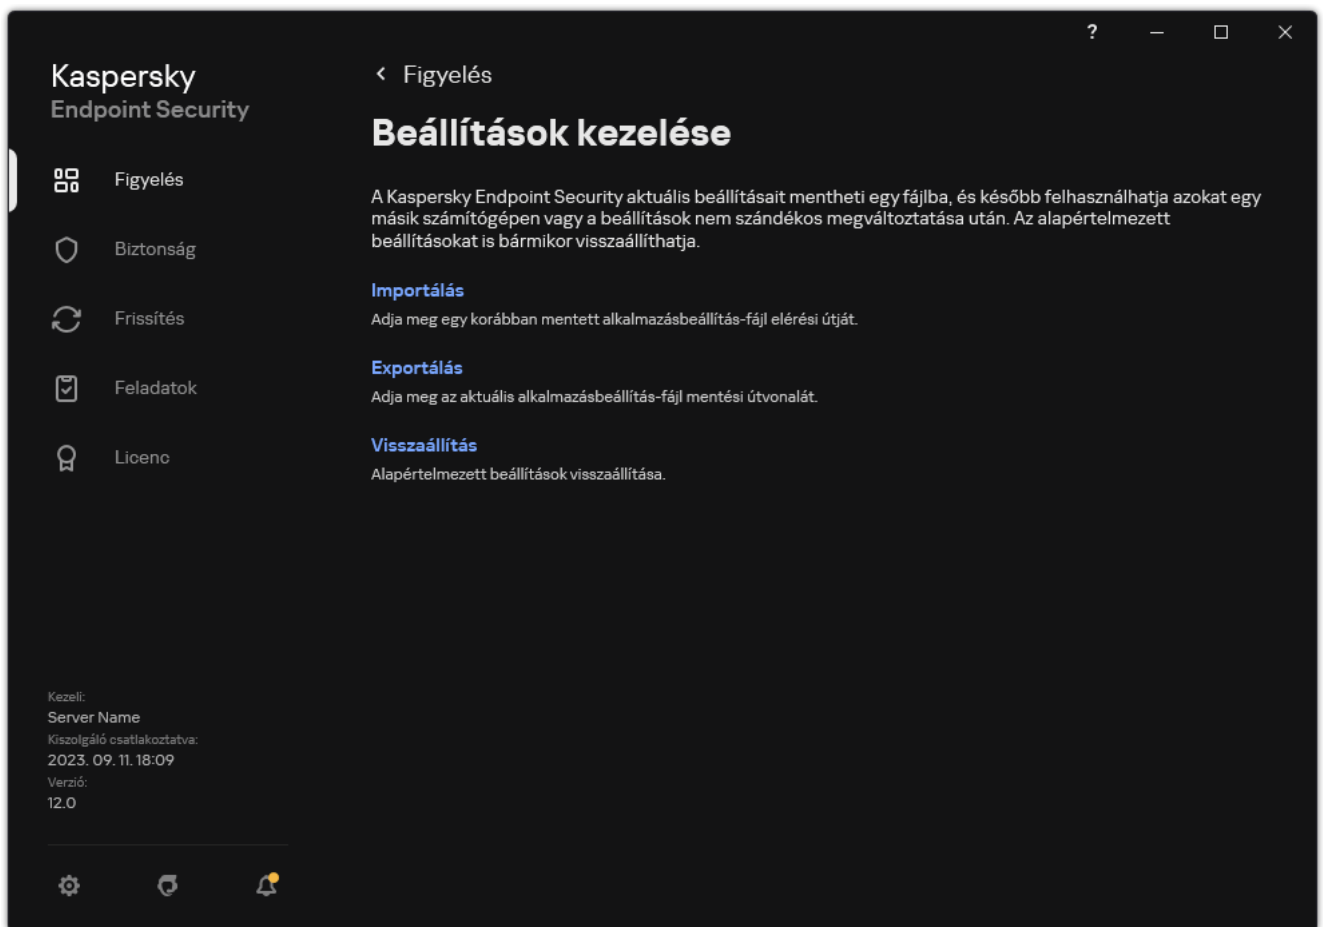 ?
Kaspersky
Endpoint Security
Figyelés
Biztonság
Frissítés
Feladatok
Licenc
Kezeli:
Server Name
Kiszolgáló csatlakoztatva:
2023. 09. 11. 18:09
Verzió:
12.0
Figyelés
Beállítások kezelése
A Kaspersky Endpoint Security aktuális beállításait mentheti egy fájlba, és később felhasználhatja azokat egy
másik számítógépen vagy a beállítások nem szándékos megváltoztatása után. Az alapértelmezett
beállításokat is bármikor visszaállíthatja.
Importálás
Adja meg egy korábban mentett alkalmazásbeállítás-fájl elérési útját.
Exportálás
Adja meg az aktuális alkalmazásbeállítás-fájl mentési útvonalát.
Visszaállítás
Alapértelmezett beállítások visszaállítása.